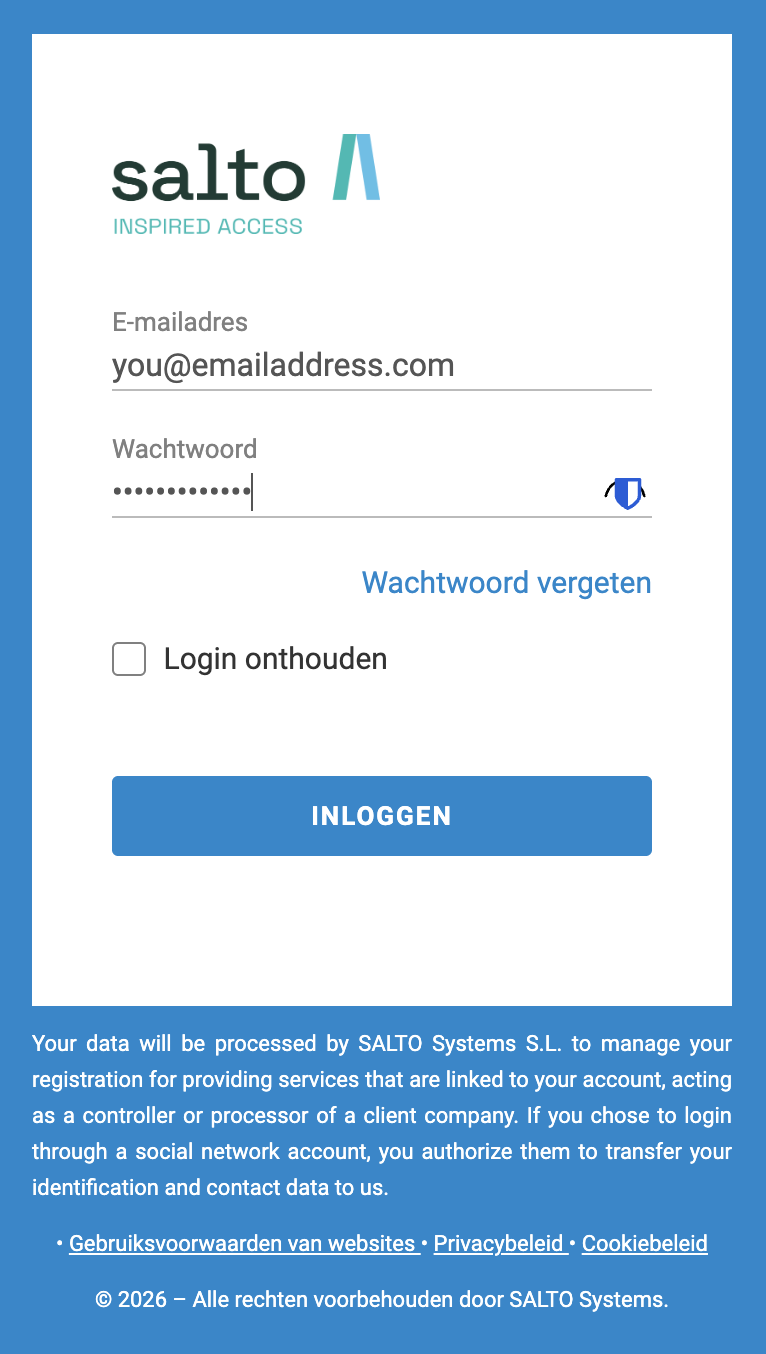 salto
INSPIRED ACCESS
E-mailadres
you@emailaddress.com
Wachtwoord
•••••••••••••
Wachtwoord vergeten
Login onthouden
INLOGGEN
Your data will be processed by SALTO Systems S.L. to manage your
registration for providing services that are linked to your account, acting
as a controller or processor of a client company. If you chose to login
through a social network account, you authorize them to transfer your
identification and contact data to us.
• Gebruiksvoorwaarden van websites • Privacybeleid • Cookiebeleid
© 2026 – Alle rechten voorbehouden door SALTO Systems.